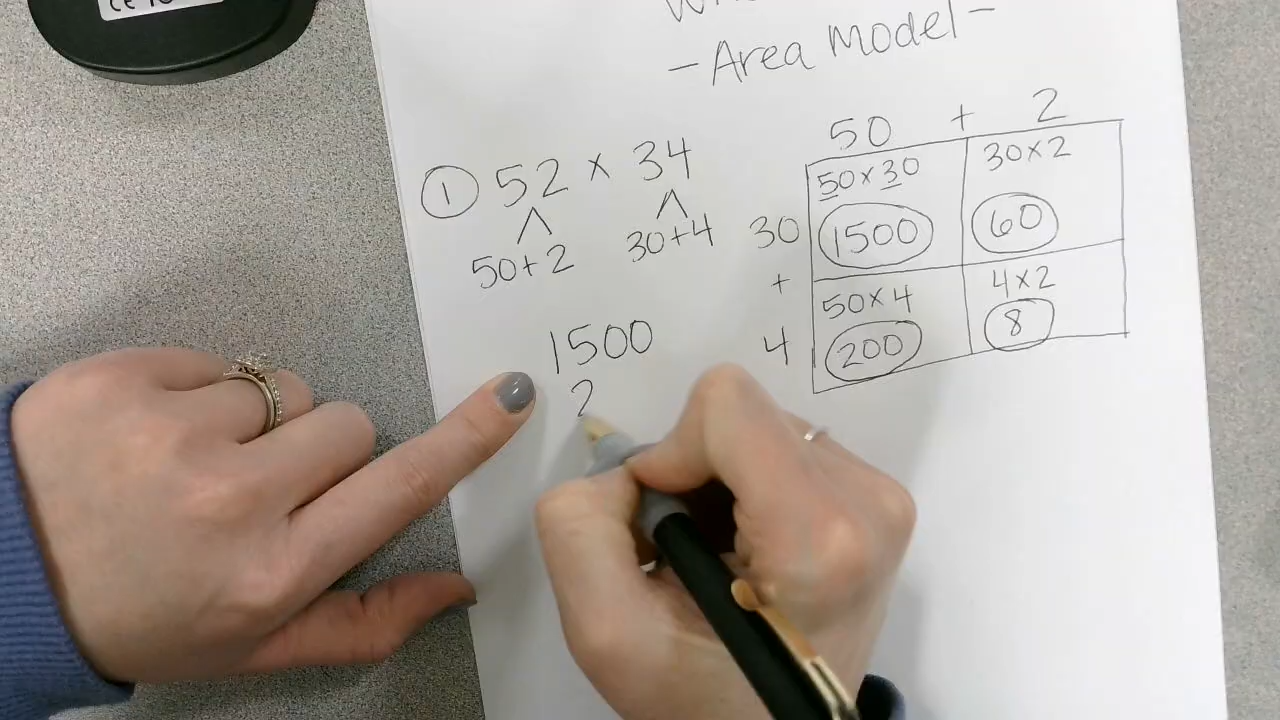 - Area Model -
① 52 x 34
50+2 30+4
1500
2
50 + 2
30
+
4
50x30
1500
30x2
60
50x4
200
4x2
8